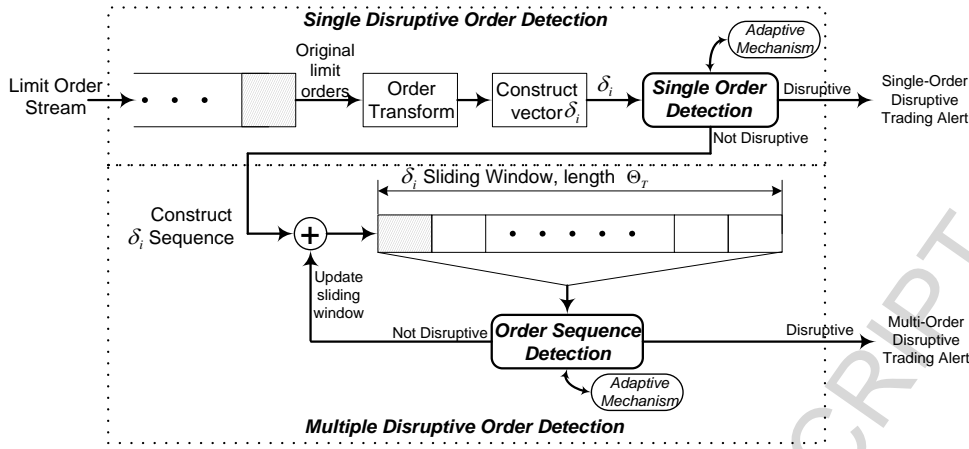 Single Disruptive Order Detection
Adaptive
Mechanism
Original
limit
orders
Limit Order
Stream
Order
Transform
Construct
vector δi
δi
Single Order
Detection
Disruptive
Single-Order
Disruptive
Trading Alert
Not Disruptive
δi Sliding Window, length ΘT
Construct
δi Sequence
+
Update
sliding
window
Not Disruptive
Order Sequence
Detection
Disruptive
Multi-Order
Disruptive
Trading Alert
Adaptive
Mechanism
Multiple Disruptive Order Detection
CRIPT